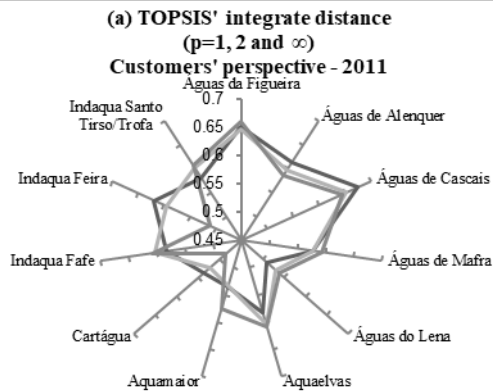 (a) TOPSIS' integrate distance
(p=1, 2 and ∞)
Customers' perspective - 2011
Águas da Figueira
0.7
Águas de Alenquer
0.65
Águas de Cascais
0.6
0.55
0.5
0.45
Águas de Mafra
Águas do Lena
Aquaelvas
Aquamaior
Cartágua
Indaqua Fafe
Indaqua Feira
Indaqua Santo
Tirso/Trofa